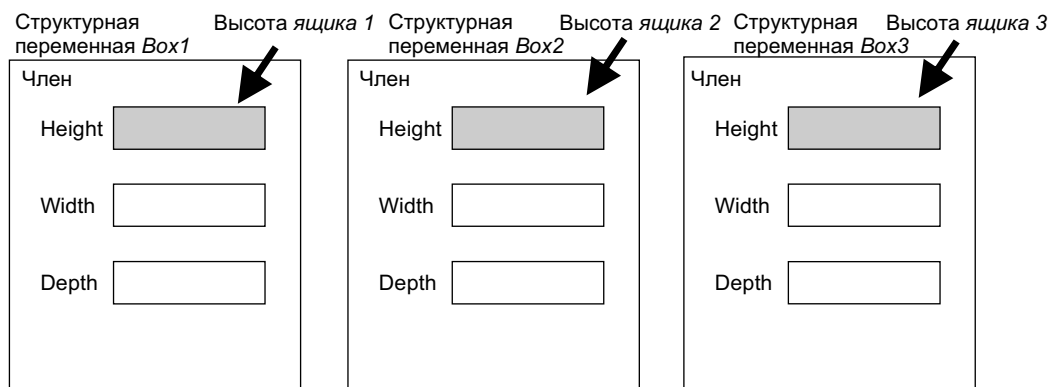 Структурная
переменная Box1
Высота ящика 1
Член
Height
Width
Depth
Структурная
переменная Box2
Высота ящика 2
Член
Height
Width
Depth
Структурная
переменная Box3
Высота ящика 3
Член
Height
Width
Depth